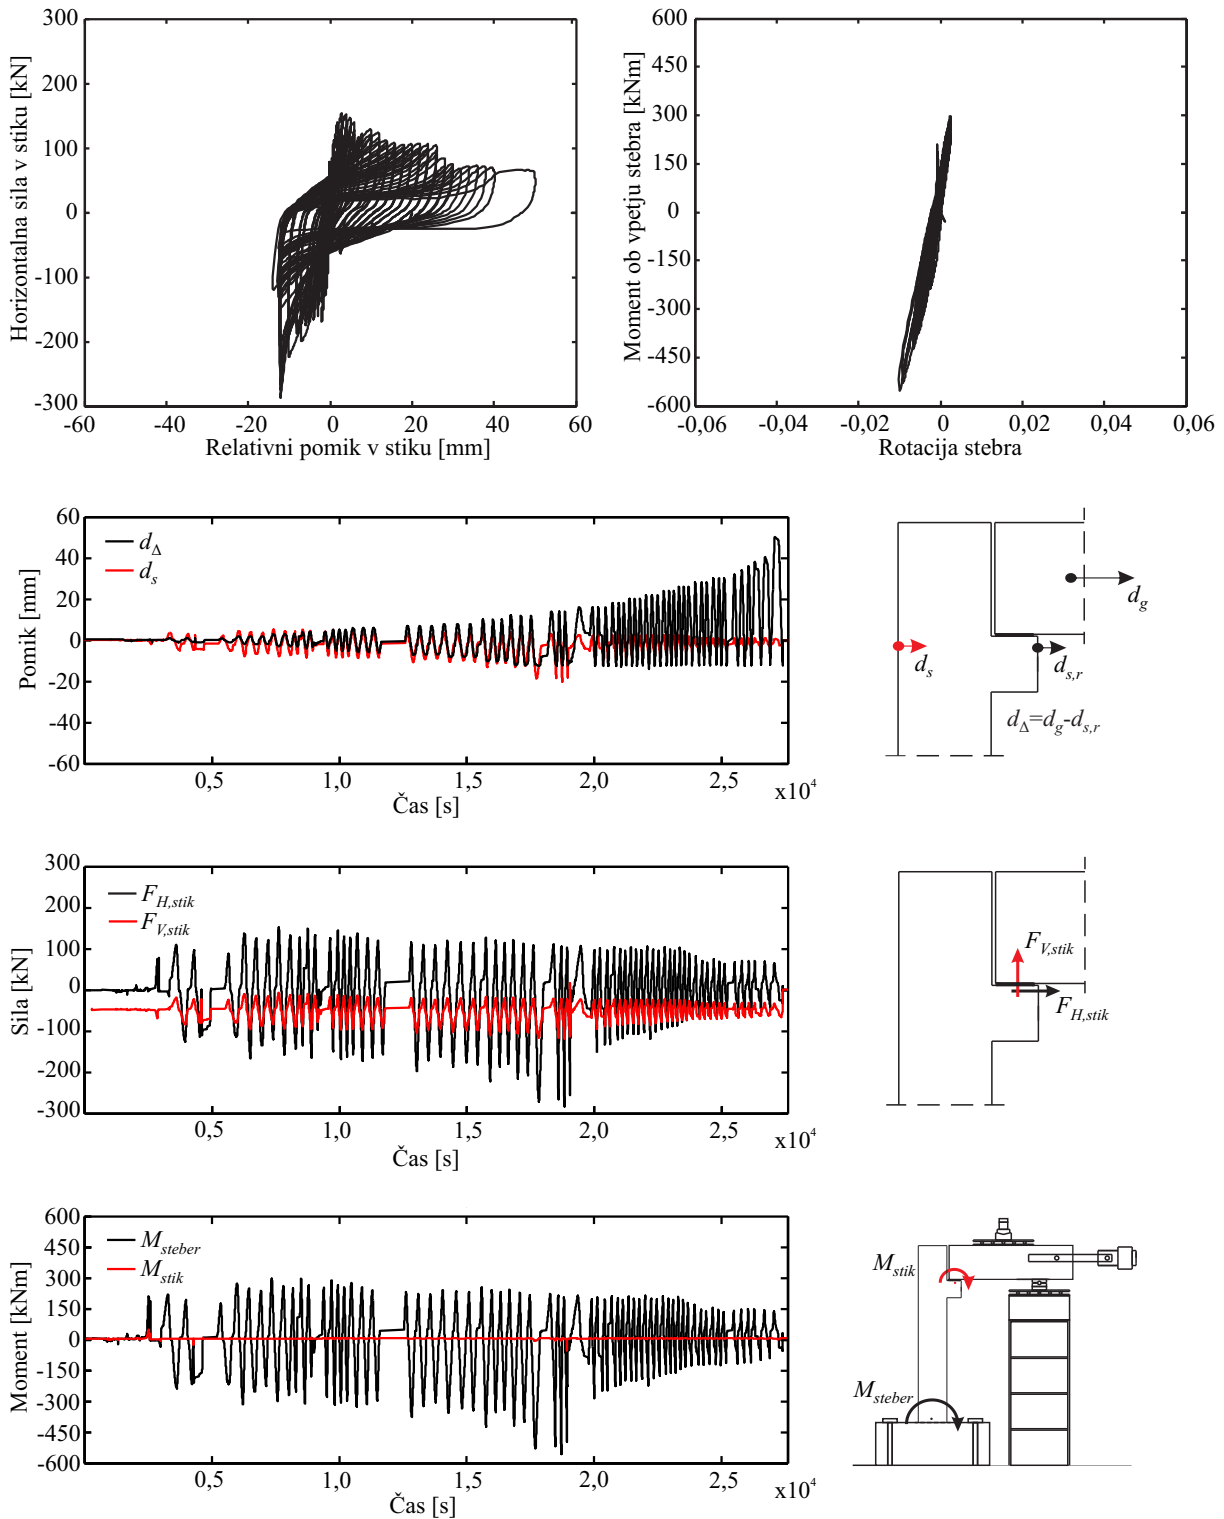 Horizontalna sila v stiku [kN]
300
200
100
0
-100
-200
-300
-60
-40
-20
0
20
40
60
Relativni pomik v stiku [mm]
Moment ob vpetju stebra [kNm]
600
450
300
150
0
-150
-300
-450
-600
-0,06
-0,04
-0,02
0
0,02
0,04
0,06
Rotacija stebra
Pomik [mm]
60
40
20
0
-20
-40
-60
dΔ
ds
0,5
1,0
1,5
2,0
2,5
x10⁴
Čas [s]
dg
ds
ds,r
dΔ=dg-ds,r
Sila [kN]
300
200
100
0
-100
-200
-300
FH,stik
FV,stik
0,5
1,0
1,5
2,0
2,5
x10⁴
Čas [s]
FV,stik
FH,stik
Moment [kNm]
600
450
300
150
0
-150
-300
-450
-600
Msteber
Mstik
0,5
1,0
1,5
2,0
2,5
x10⁴
Čas [s]
Mstik
Msteber